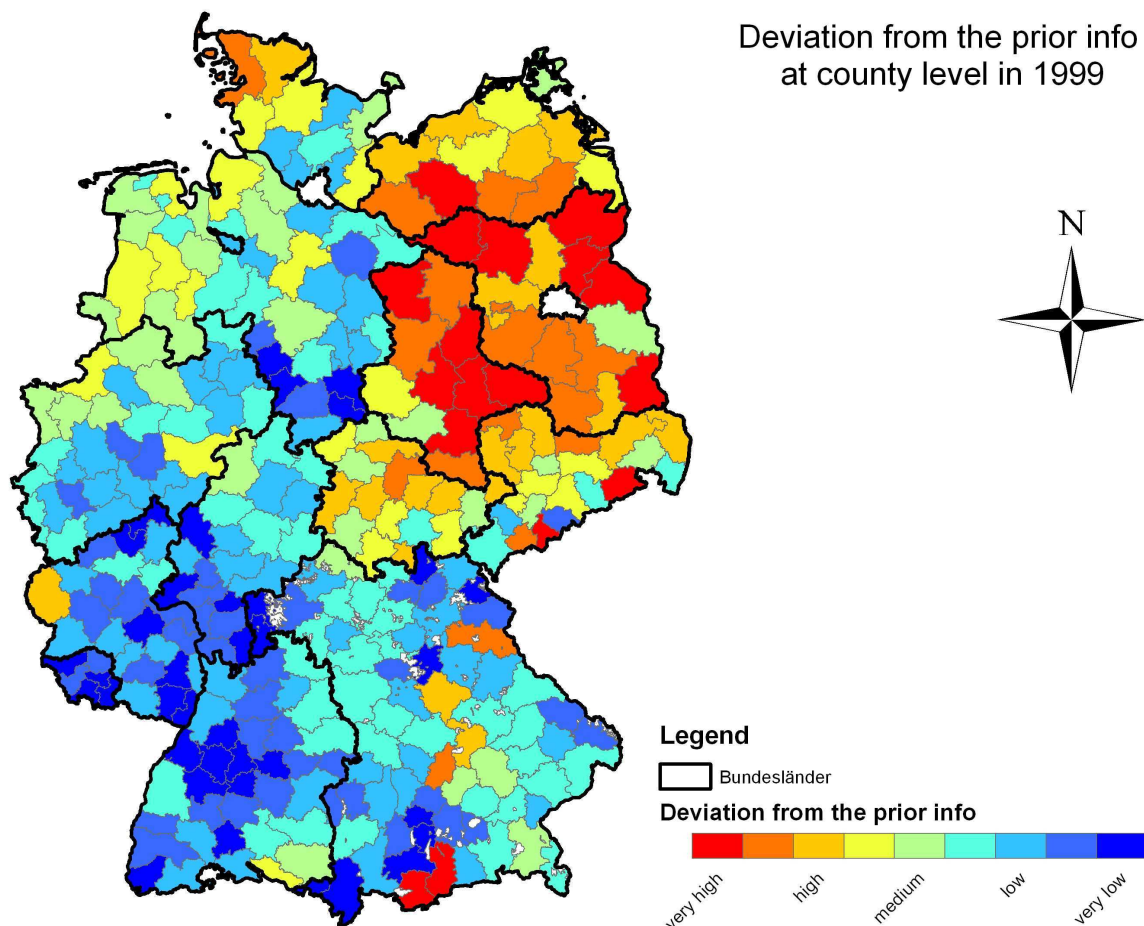 Deviation from the prior info
at county level in 1999
N
Legend
Bundesländer
Deviation from the prior info
very high
high
medium
low
very low